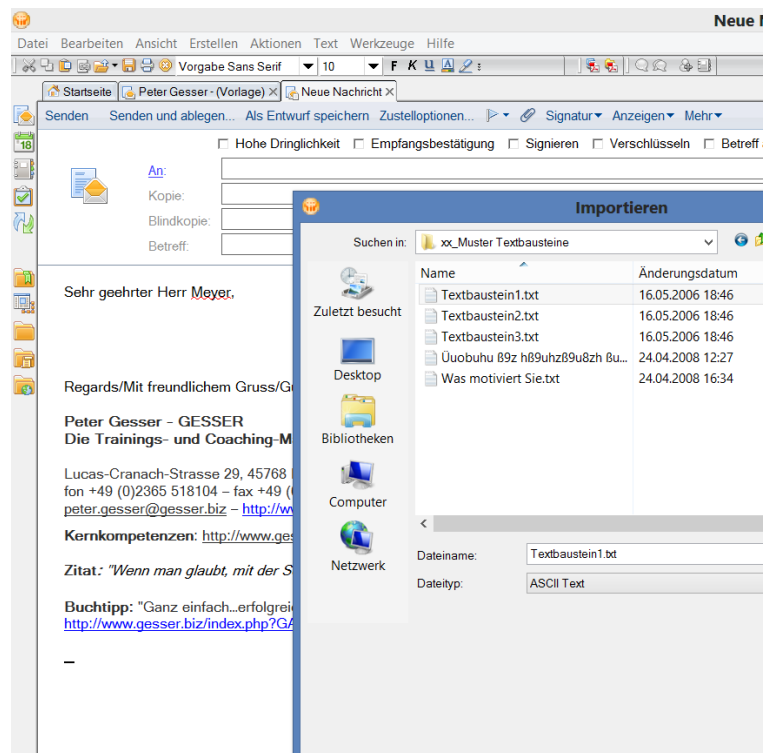 Neue
Datei Bearbeiten Ansicht Erstellen Aktionen Text Werkzeuge Hilfe
Vorgabe Sans Serif 10 F K U A
Startseite Peter Gesser - (Vorlage) Neue Nachricht
Senden Senden und ablegen... Als Entwurf speichern Zustelloptionen... Signatur Anzeigen Mehr
18
Hohe Dringlichkeit Empfangsbestätigung Signieren Verschlüsseln Betreff
An:
Kopie:
Blindkopie:
Betreff:
Sehr geehrter Herr Meyer,
Regards/Mit freundlichem Gruss/
Peter Gesser - GESSER
Die Trainings- und Coaching-
Lucas-Cranach-Strasse 29, 45768
fon +49 (0)2365 518104 – fax +49
peter.gesser@gesser.biz – http://w
Kernkompetenzen: http://www.ges
Zitat: "Wenn man glaubt, mit der S
Buchtipp: "Ganz einfach...erfolgrei
http://www.gesser.biz/index.php?GA
Importieren
Suchen in: xx_Muster Textbausteine
Zuletzt besucht
Desktop
Bibliotheken
Computer
Netzwerk
Name Änderungsdatum
Textbaustein1.txt 16.05.2006 18:46
Textbaustein2.txt 16.05.2006 18:46
Textbaustein3.txt 16.05.2006 18:46
Üuobuhu ß9z h89uhzß9u8zh ßu... 24.04.2008 12:27
Was motiviert Sie.txt 24.04.2008 16:34
Dateiname: Textbaustein1.txt
Dateityp: ASCII Text